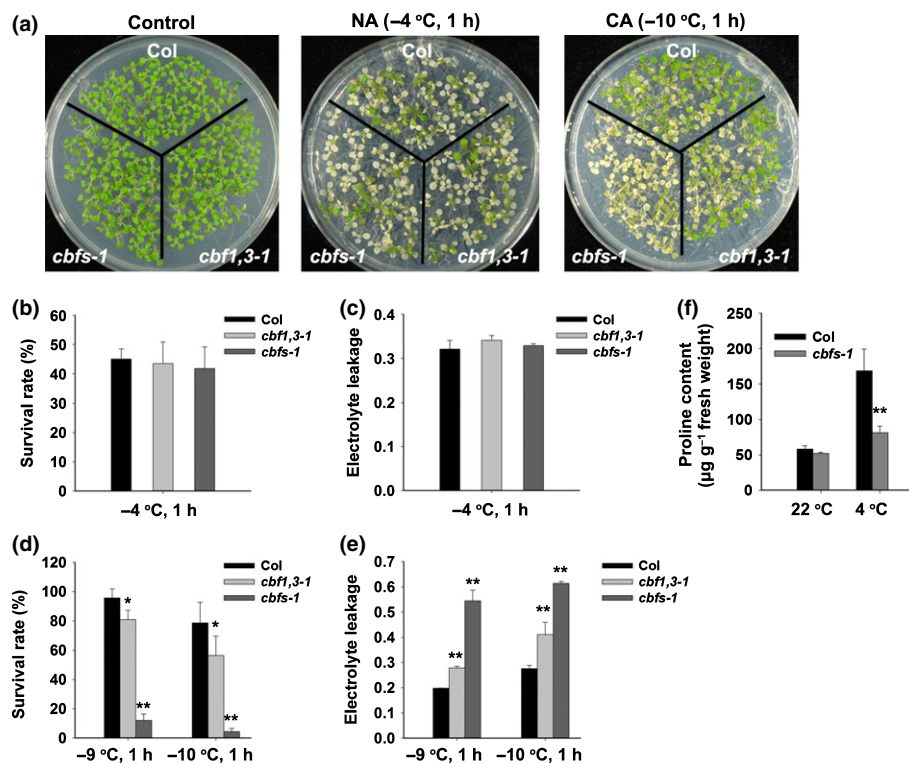 (a)
Control
NA (–4 °C, 1 h)
CA (–10 °C, 1 h)
Col
cbfs-1
cbf1,3-1
Col
cbfs-1
cbf1,3-1
Col
cbfs-1
cbf1,3-1
(b)
Survival rate (%)
60
50
40
30
20
10
0
Col
cbf1,3-1
cbfs-1
–4 °C, 1 h
(c)
Electrolyte leakage
0.4
0.3
0.2
0.1
0.0
Col
cbf1,3-1
cbfs-1
–4 °C, 1 h
(f)
Proline content
(µg g⁻¹ fresh weight)
250
200
150
100
50
0
Col
cbfs-1
**
22 °C
4 °C
(d)
Survival rate (%)
120
100
80
60
40
20
0
Col
cbf1,3-1
cbfs-1
*
**
*
**
–9 °C, 1 h
–10 °C, 1 h
(e)
Electrolyte leakage
0.7
0.6
0.5
0.4
0.3
0.2
0.1
0.0
Col
cbf1,3-1
cbfs-1
**
**
**
**
–9 °C, 1 h
–10 °C, 1 h